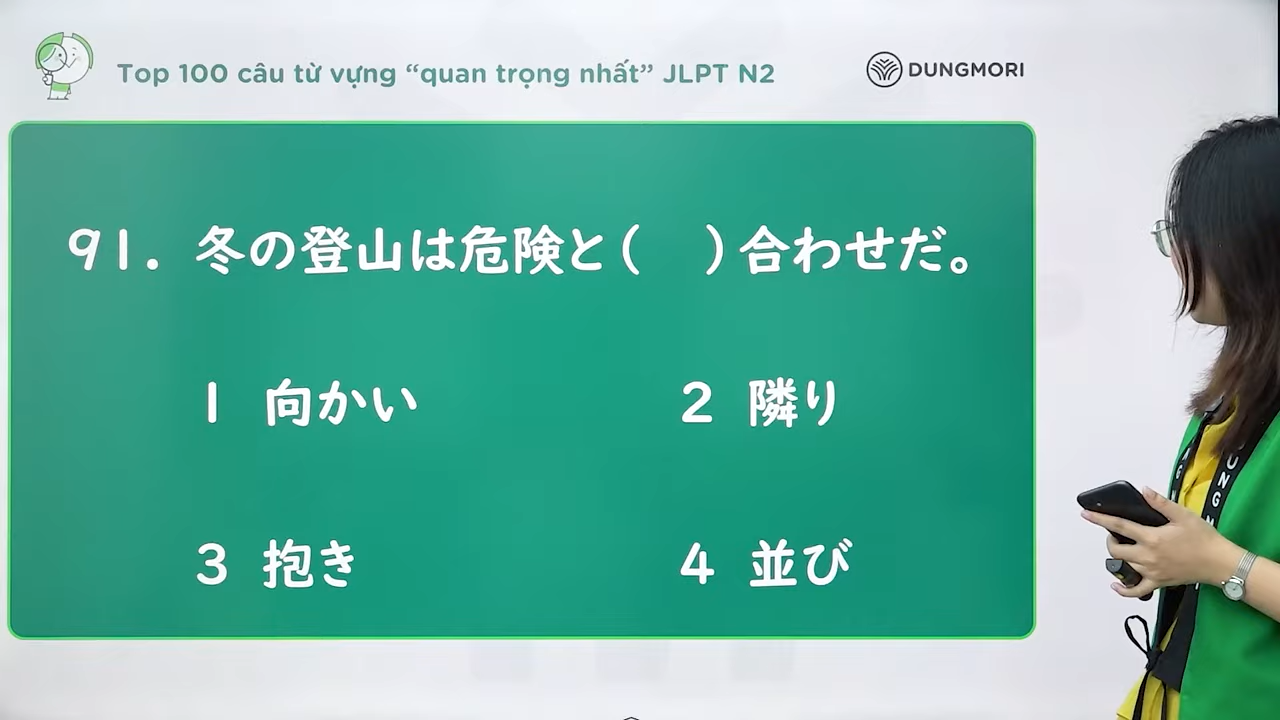 Top 100 câu từ vựng “quan trọng nhất” JLPT N2
DUNGMORI
91. 冬の登山は危険と( )合わせだ。
1 向かい
2 隣り
3 抱き
4 並び